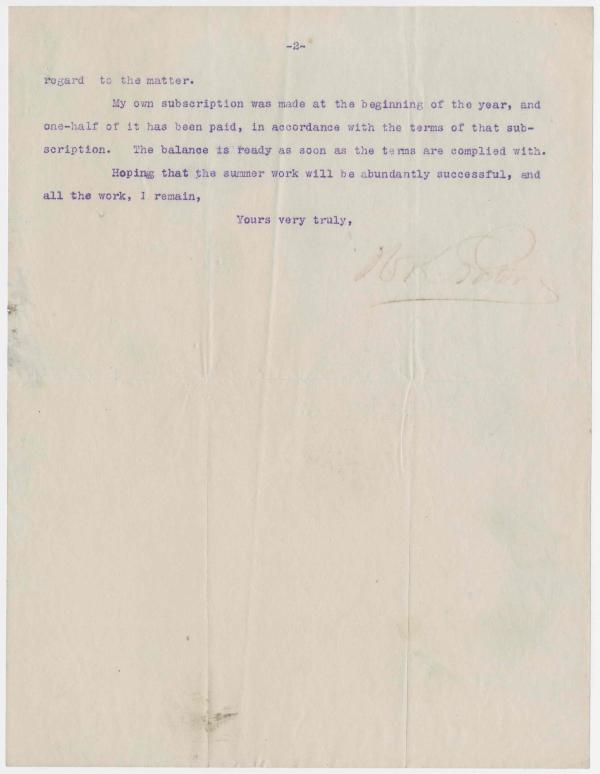 -2-
regard to the matter.
My own subscription was made at the beginning of the year, and
one-half of it has been paid, in accordance with the terms of that sub-
scription. The balance is ready as soon as the terms are complied with.
Hoping that the summer work will be abundantly successful, and
all the work, I remain,
Yours very truly,